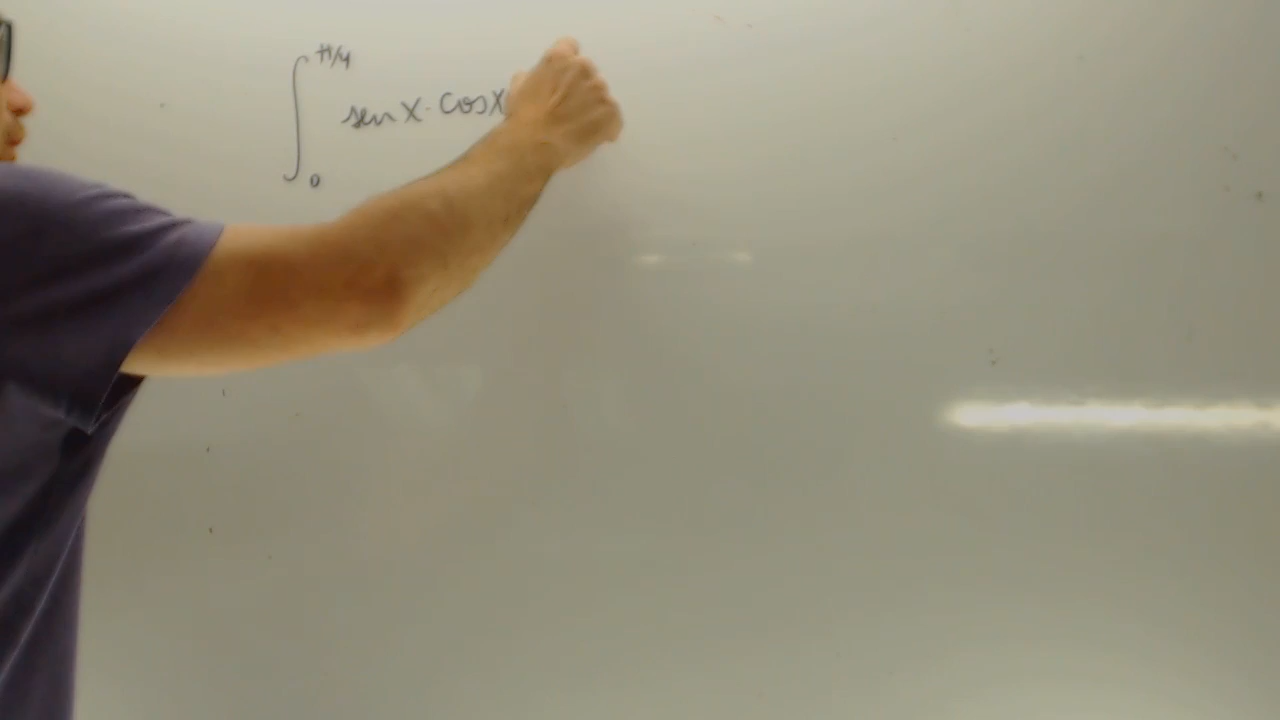 ∫₀^π/4 sen x · cos x